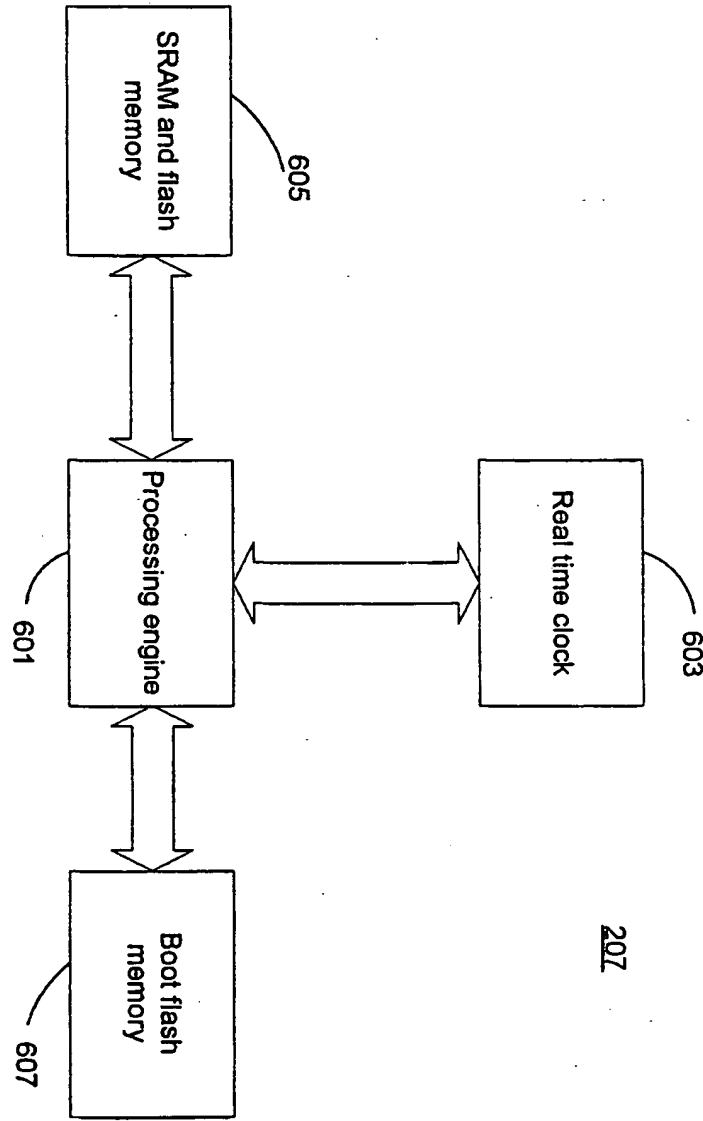 207
Real time clock
603
SRAM and flash
memory
605
Processing engine
601
Boot flash
memory
607